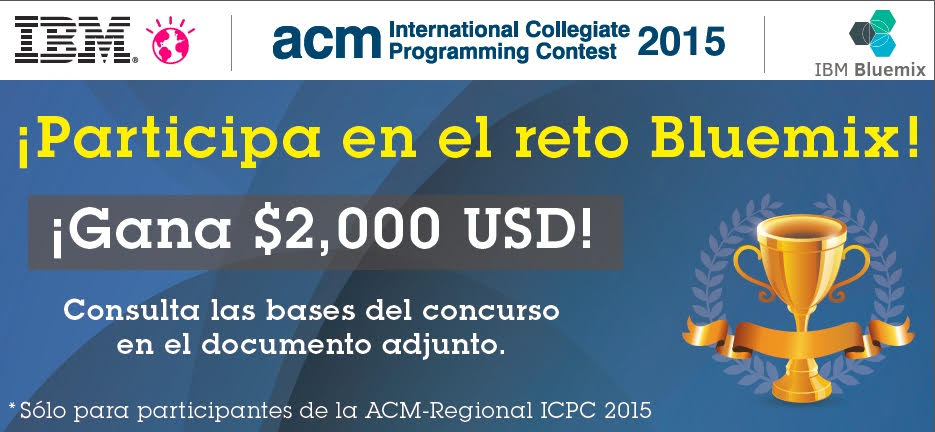 IBM®
acm International Collegiate Programming Contest 2015
IBM Bluemix
¡Participa en el reto Bluemix!
¡Gana $2,000 USD!
Consulta las bases del concurso
en el documento adjunto.
*Sólo para participantes de la ACM-Regional ICPC 2015